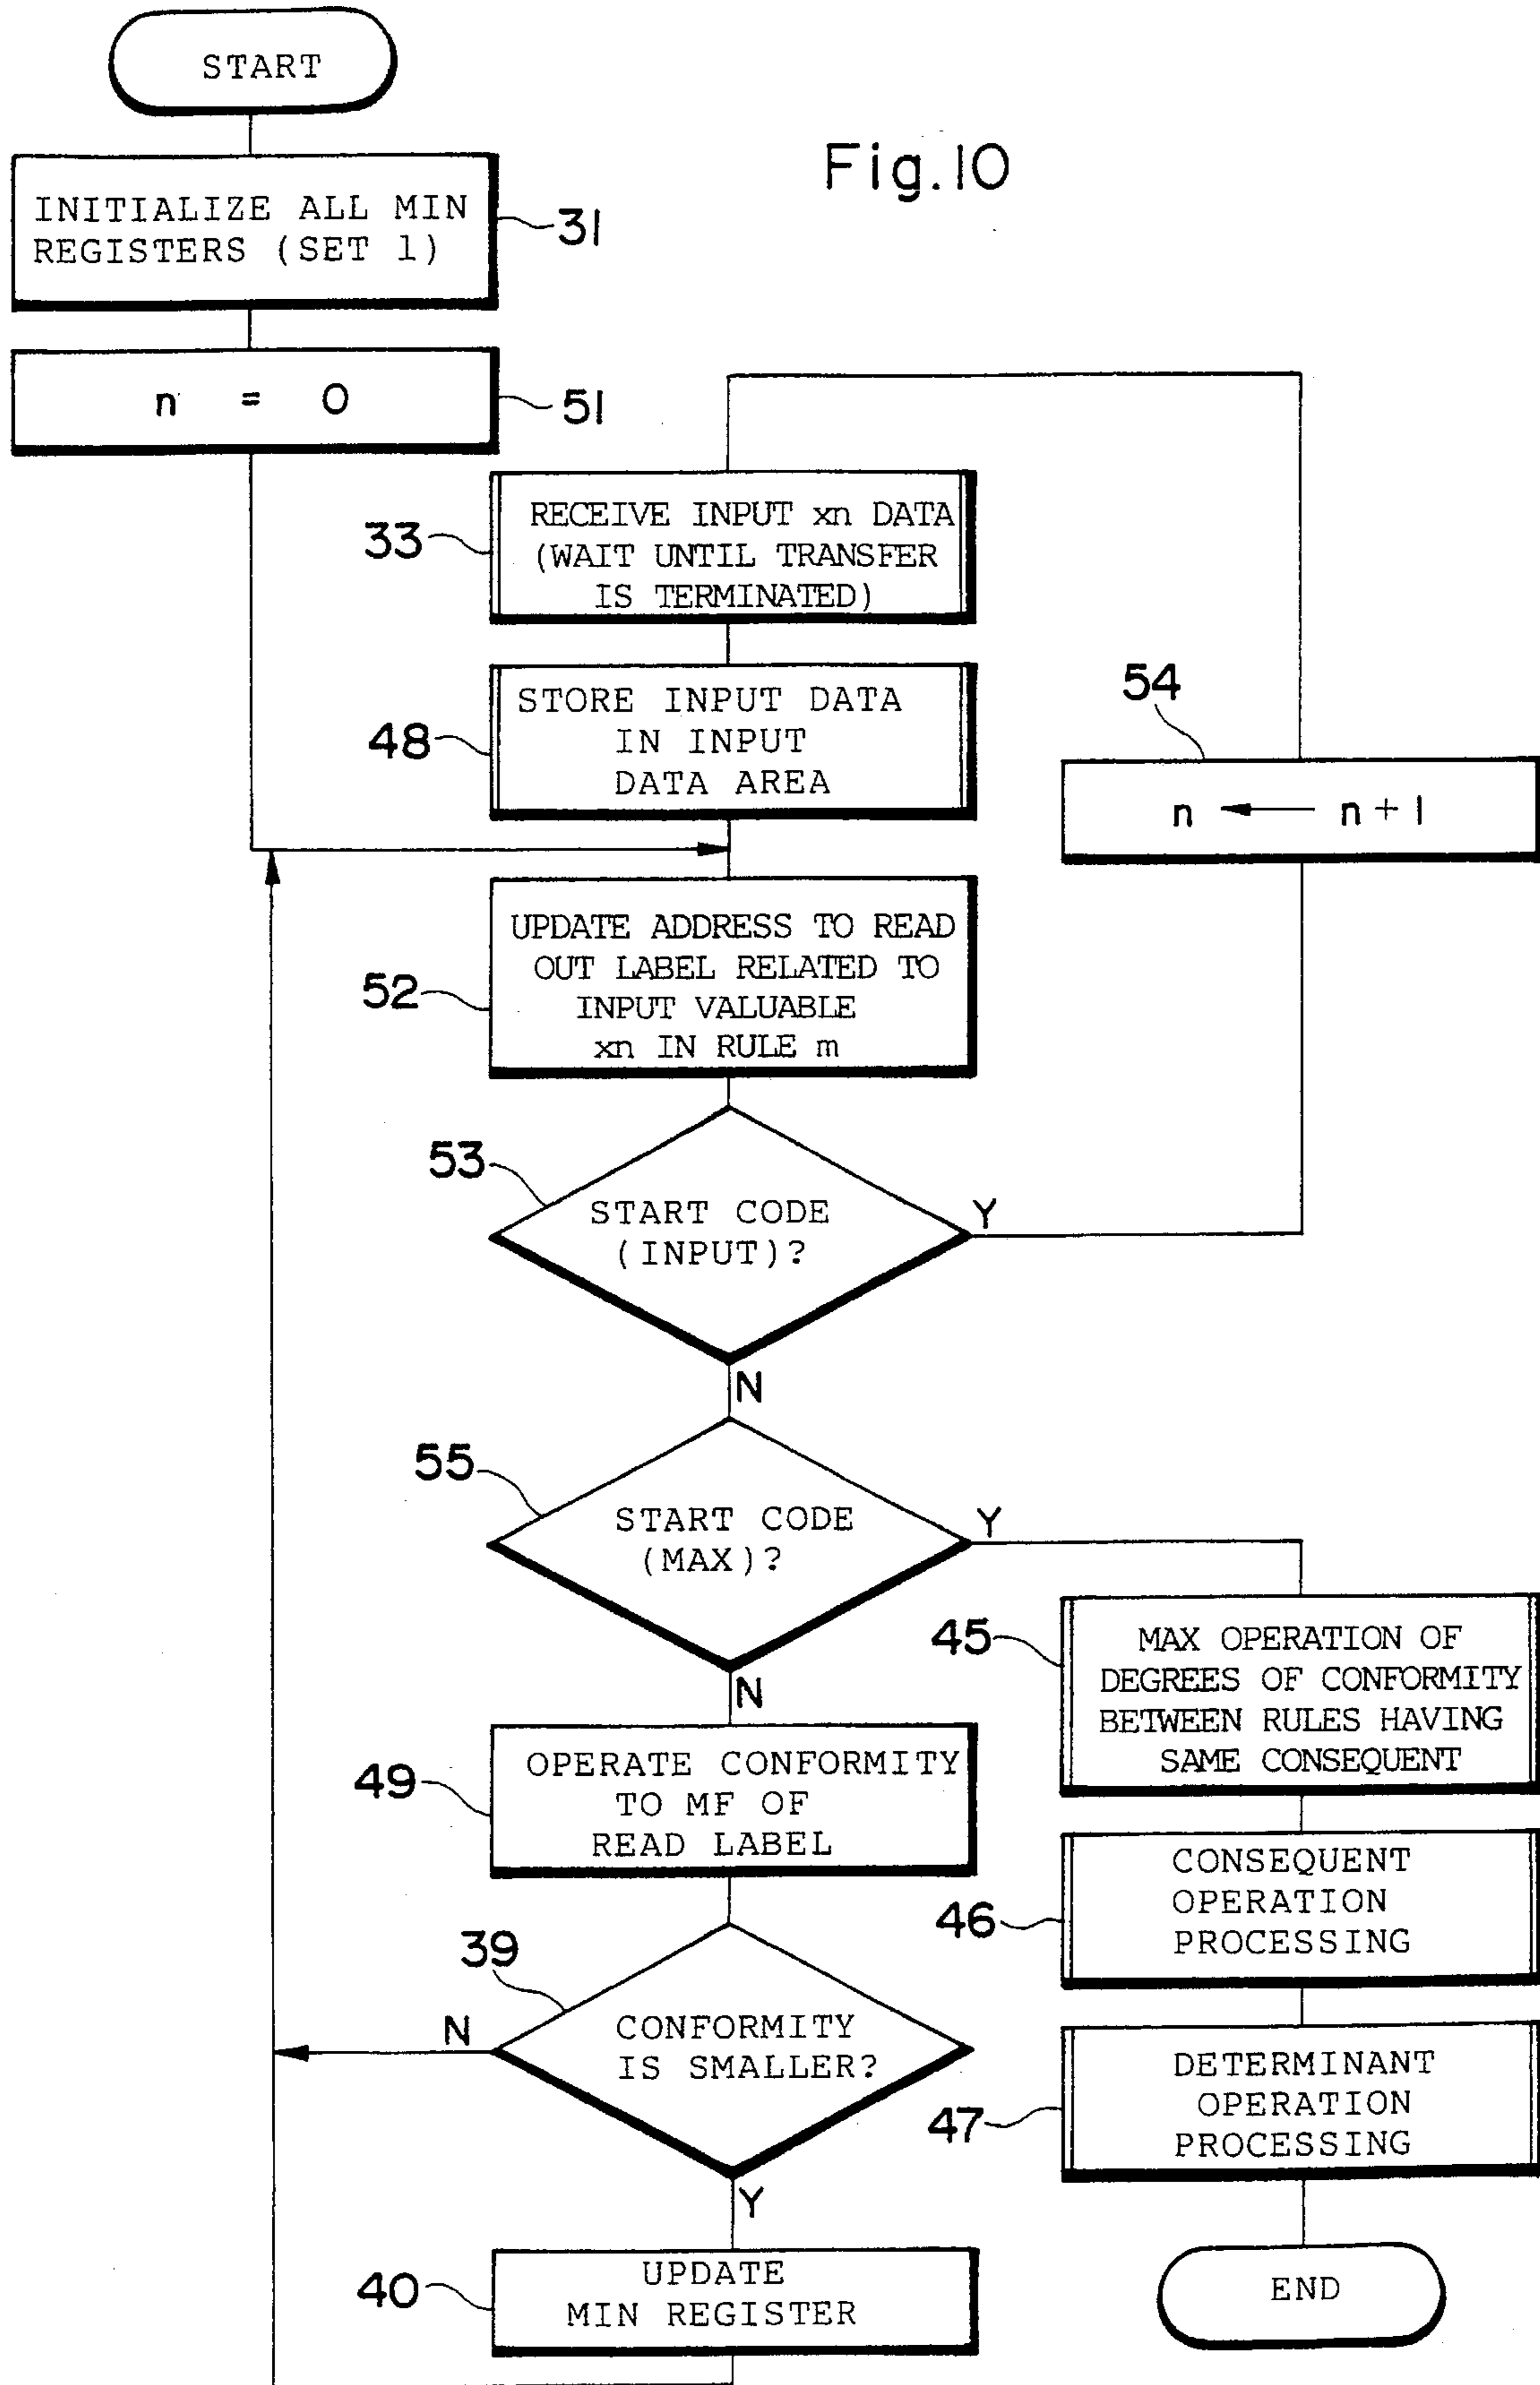 START
Fig.10
INITIALIZE ALL MIN
REGISTERS (SET 1)
31
n = 0
51
RECEIVE INPUT xn DATA
(WAIT UNTIL TRANSFER
IS TERMINATED)
33
STORE INPUT DATA
IN INPUT
DATA AREA
48
54
n ← n+1
UPDATE ADDRESS TO READ
OUT LABEL RELATED TO
INPUT VALUABLE
xn IN RULE m
52
53
START CODE
(INPUT)?
Y
N
55
START CODE
(MAX)?
Y
N
45
MAX OPERATION OF
DEGREES OF CONFORMITY
BETWEEN RULES HAVING
SAME CONSEQUENT
49
OPERATE CONFORMITY
TO MF OF
READ LABEL
46
CONSEQUENT
OPERATION
PROCESSING
39
CONFORMITY
IS SMALLER?
N
Y
47
DETERMINANT
OPERATION
PROCESSING
40
UPDATE
MIN REGISTER
END